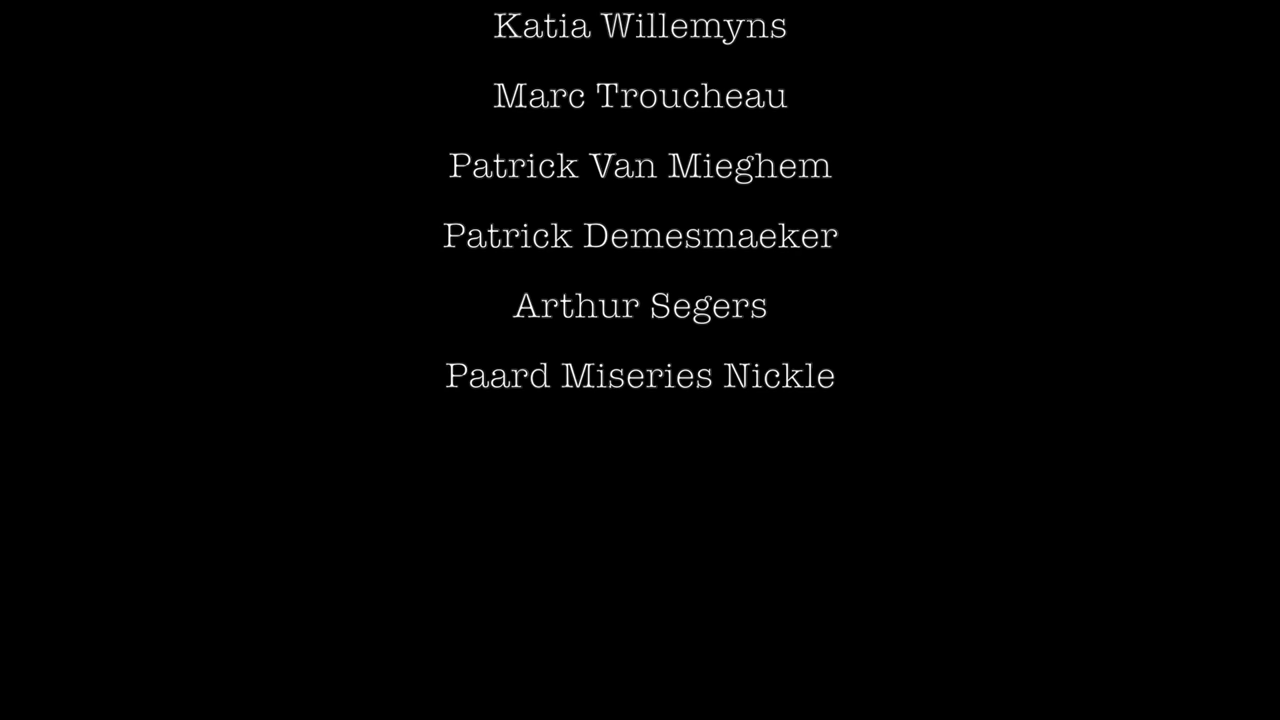 Katia Willemyns
Marc Troucheau
Patrick Van Mieghem
Patrick Demesmaeker
Arthur Segers
Paard Miseries Nickle